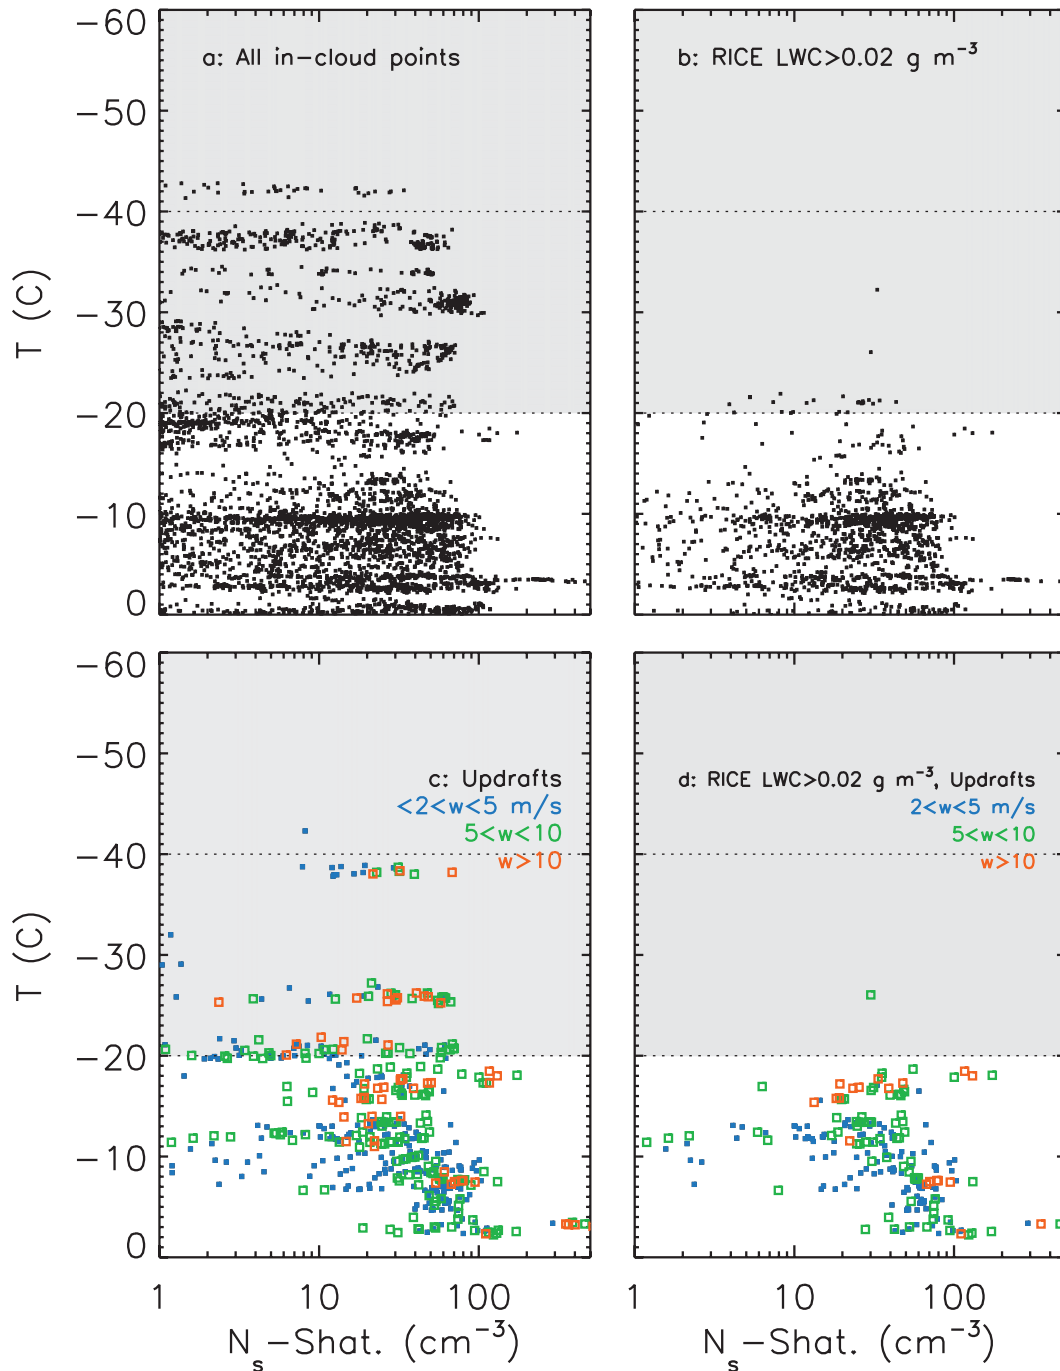 a: All in-cloud points
b: RICE LWC>0.02 g m⁻³
-60
-50
-40
-30
-20
-10
0
T (C)
c: Updrafts
<2<w<5 m/s
5<w<10
w>10
d: RICE LWC>0.02 g m⁻³, Updrafts
2<w<5 m/s
5<w<10
w>10
-60
-50
-40
-30
-20
-10
0
T (C)
1 10 100
1 10 100
Nₛ-Shat. (cm⁻³)
Nₛ-Shat. (cm⁻³)